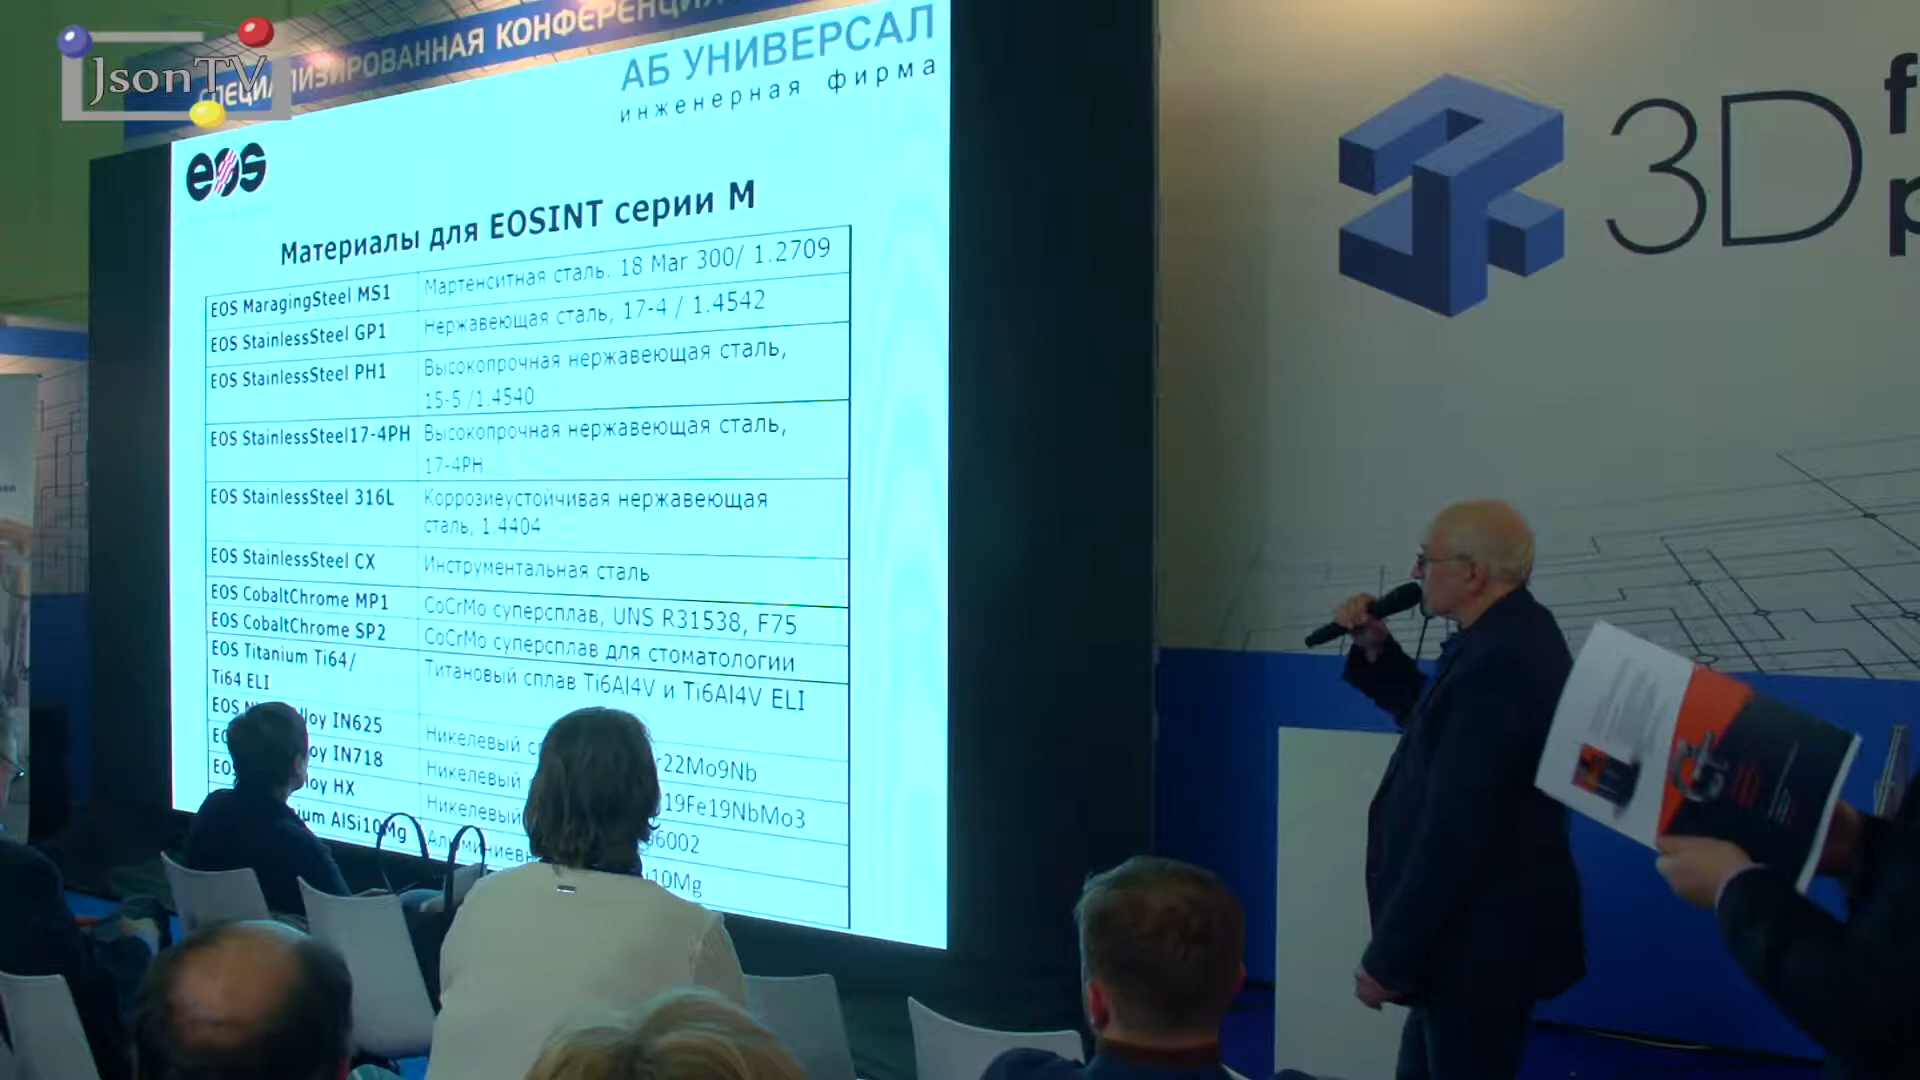 JsonTV
СПЕЦИАЛИЗИРОВАННАЯ КОНФЕРЕНЦИЯ
АБ УНИВЕРСАЛ
инженерная фирма
eos
Материалы для EOSINT серии М
EOS MaragingSteel MS1
Мартенситная сталь. 18 Mar 300/ 1.2709
EOS StainlessSteel GP1
Нержавеющая сталь, 17-4 / 1.4542
EOS StainlessSteel PH1
Высокопрочная нержавеющая сталь,
15-5 /1.4540
EOS StainlessSteel17-4PH
Высокопрочная нержавеющая сталь,
17-4PH
EOS StainlessSteel 316L
Коррозиеустойчивая нержавеющая
сталь, 1.4404
EOS StainlessSteel CX
Инструментальная сталь
EOS CobaltChrome MP1
CoCrMo суперсплав, UNS R31538, F75
EOS CobaltChrome SP2
CoCrMo суперсплав для стоматологии
EOS Titanium Ti64/
Ti64 ELI
Титановый сплав Ti6Al4V и Ti6Al4V ELI
EOS IN625
Никелевый r22Mo9Nb
IN718
Никелевый 19Fe19NbMo3
HX
Никелевый 6002
AlSi10Mg
i10Mg
3D